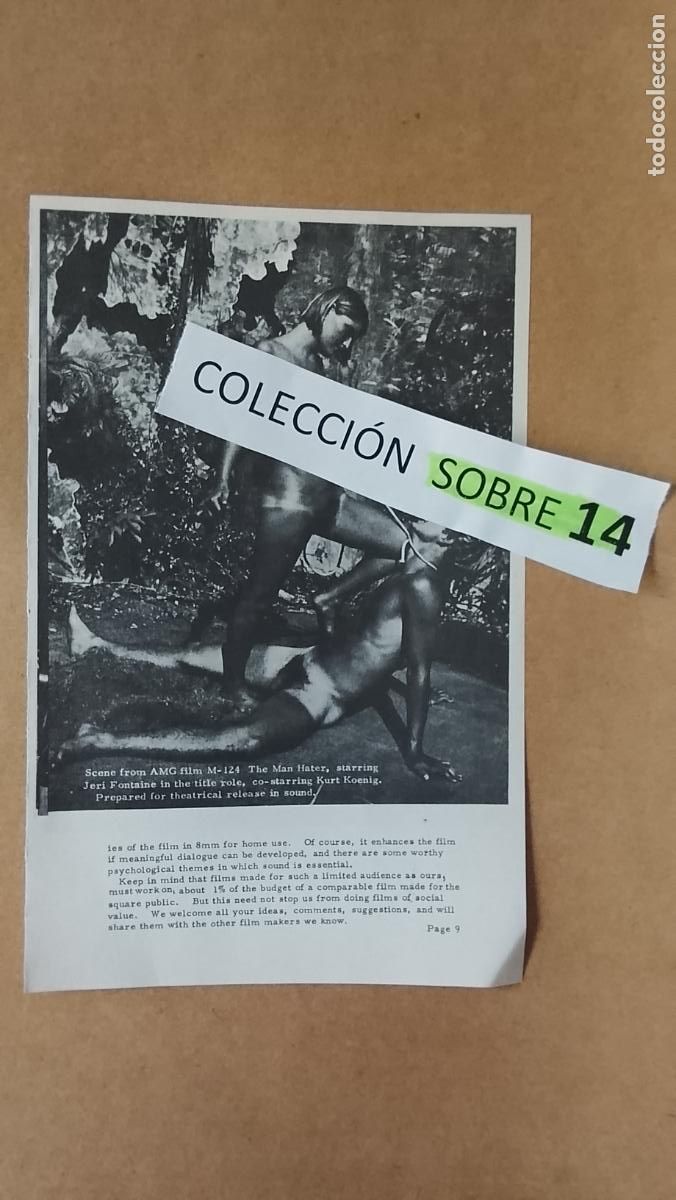 todocoleccion
COLECCIÓN SOBRE 14
Scene from AMG film M-124 The Man Hater, starring
Jeri Fontaine in the title role, co-starring Kurt Koenig.
Prepared for theatrical release in sound.
ies of the film in 8mm for home use. Of course, it enhances the film
if meaningful dialogue can be developed, and there are some worthy
psychological themes in which sound is essential.
Keep in mind that films made for such a limited audience as ours,
must work on, about 1% of the budget of a comparable film made for the
square public. But this need not stop us from doing films of social
value. We welcome all your ideas, comments, suggestions, and will
share them with the other film makers we know.
Page 9